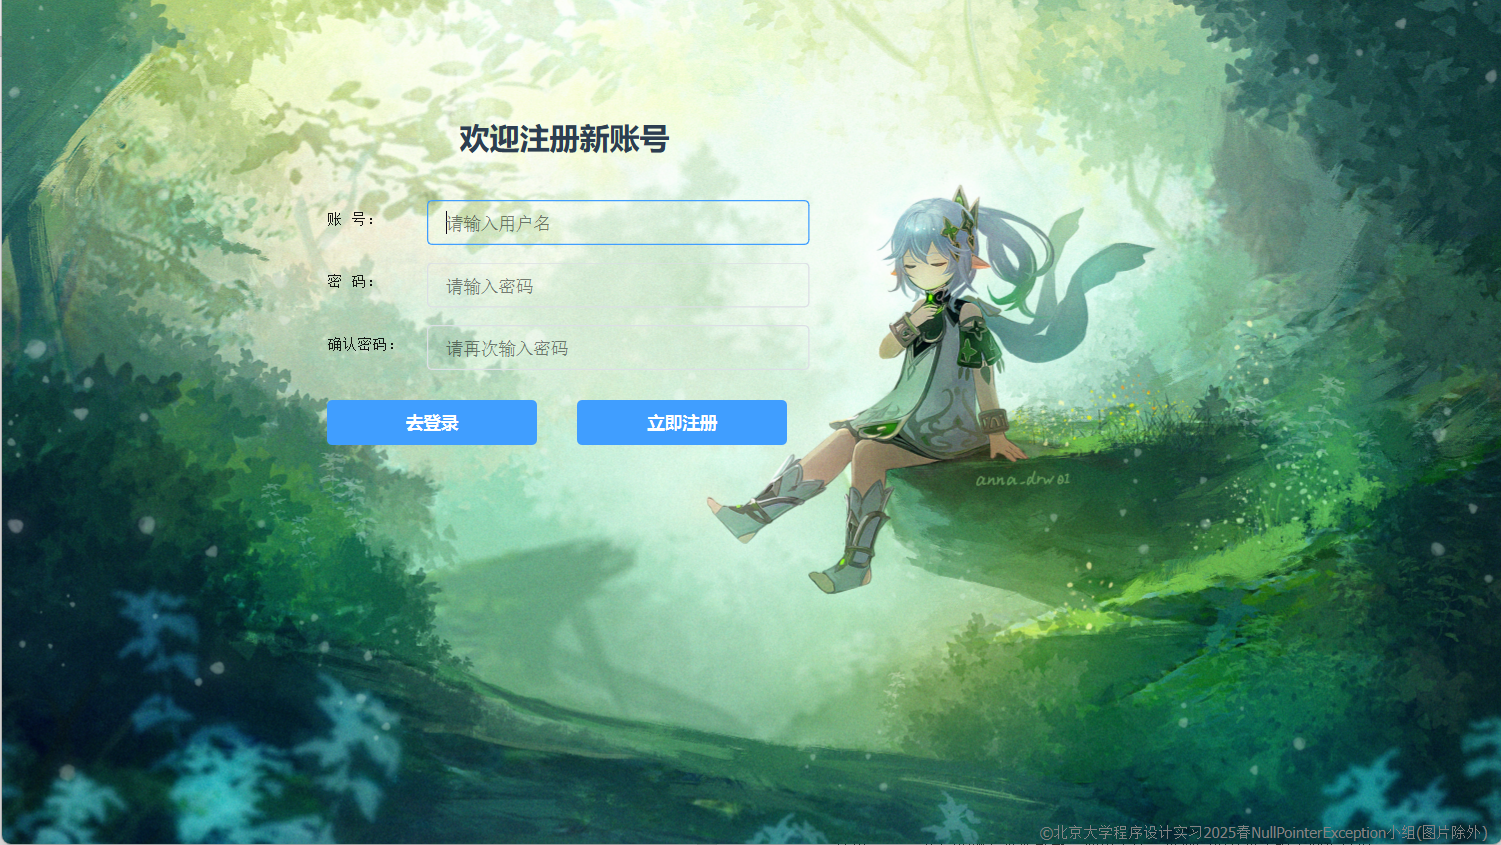 欢迎注册新账号
账 号：
请输入用户名
密 码：
请输入密码
确认密码：
请再次输入密码
去登录
立即注册
anna_drw01
©北京大学程序设计实习2025春NullPointerException小组(图片除外)